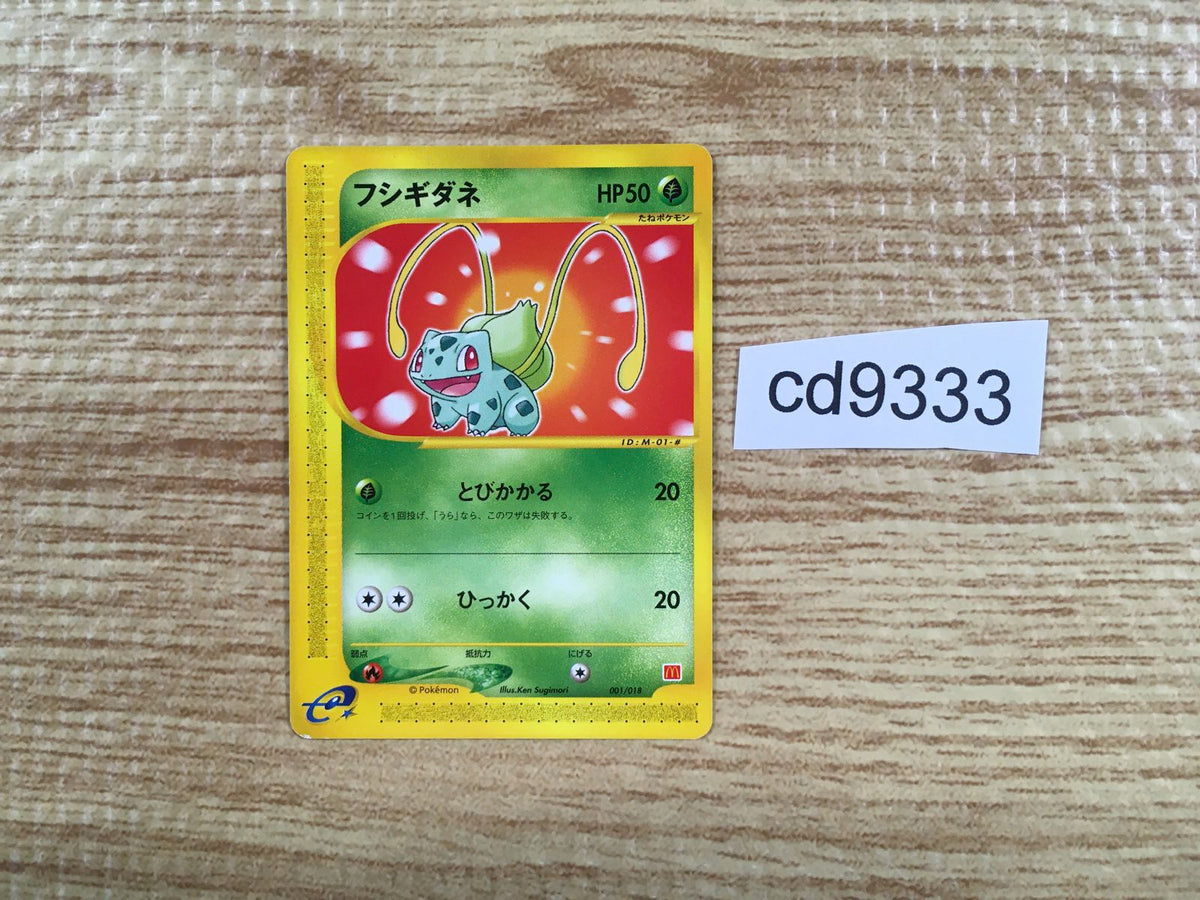 フシギダネ HP50
たねポケモン
ID:M-01-#
とびかかる 20
コインを1回投げ、「うら」なら、このワザは失敗する。
ひっかく 20
弱点 抵抗力 にげる
© Pokémon Illus.Ken Sugimori 001/018
cd9333